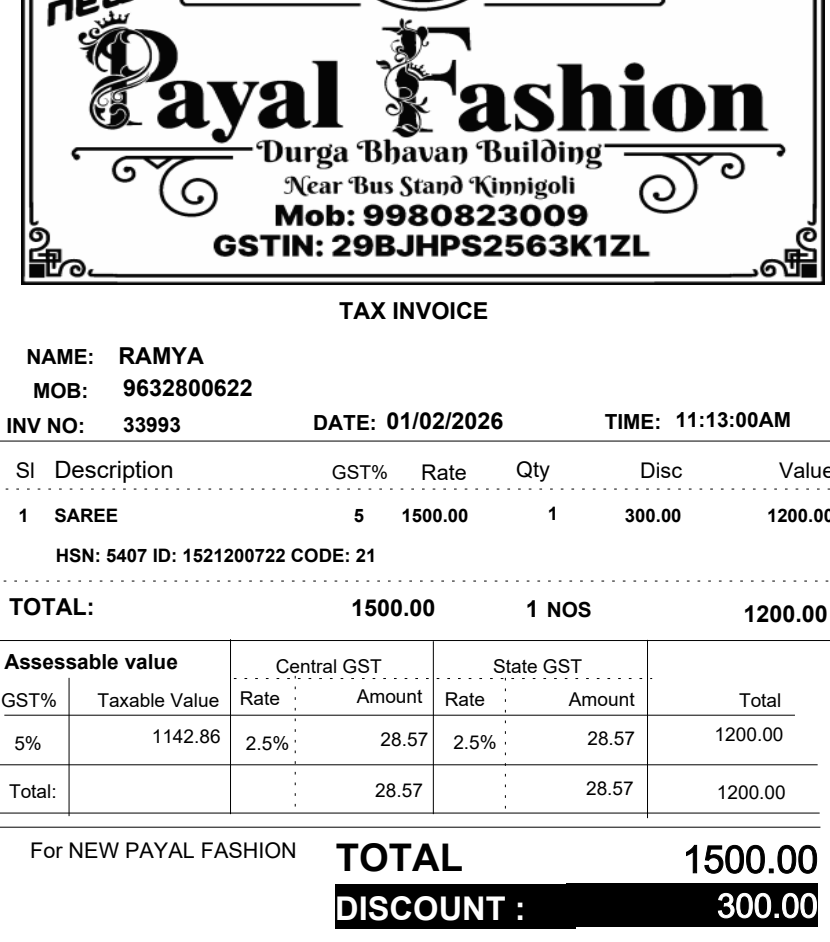 new
Payal Fashion
Durga Bhavan Building
Near Bus Stand Kinnigoli
Mob: 9980823009
GSTIN: 29BJHPS2563K1ZL
TAX INVOICE
NAME: RAMYA
MOB: 9632800622
INV NO: 33993 DATE: 01/02/2026 TIME: 11:13:00AM
Sl Description GST% Rate Qty Disc Value
1 SAREE 5 1500.00 1 300.00 1200.00
HSN: 5407 ID: 1521200722 CODE: 21
TOTAL: 1500.00 1 NOS 1200.00
Assessable value Central GST State GST
GST% Taxable Value Rate Amount Rate Amount Total
5% 1142.86 2.5% 28.57 2.5% 28.57 1200.00
Total: 28.57 28.57 1200.00
For NEW PAYAL FASHION TOTAL 1500.00
DISCOUNT : 300.00